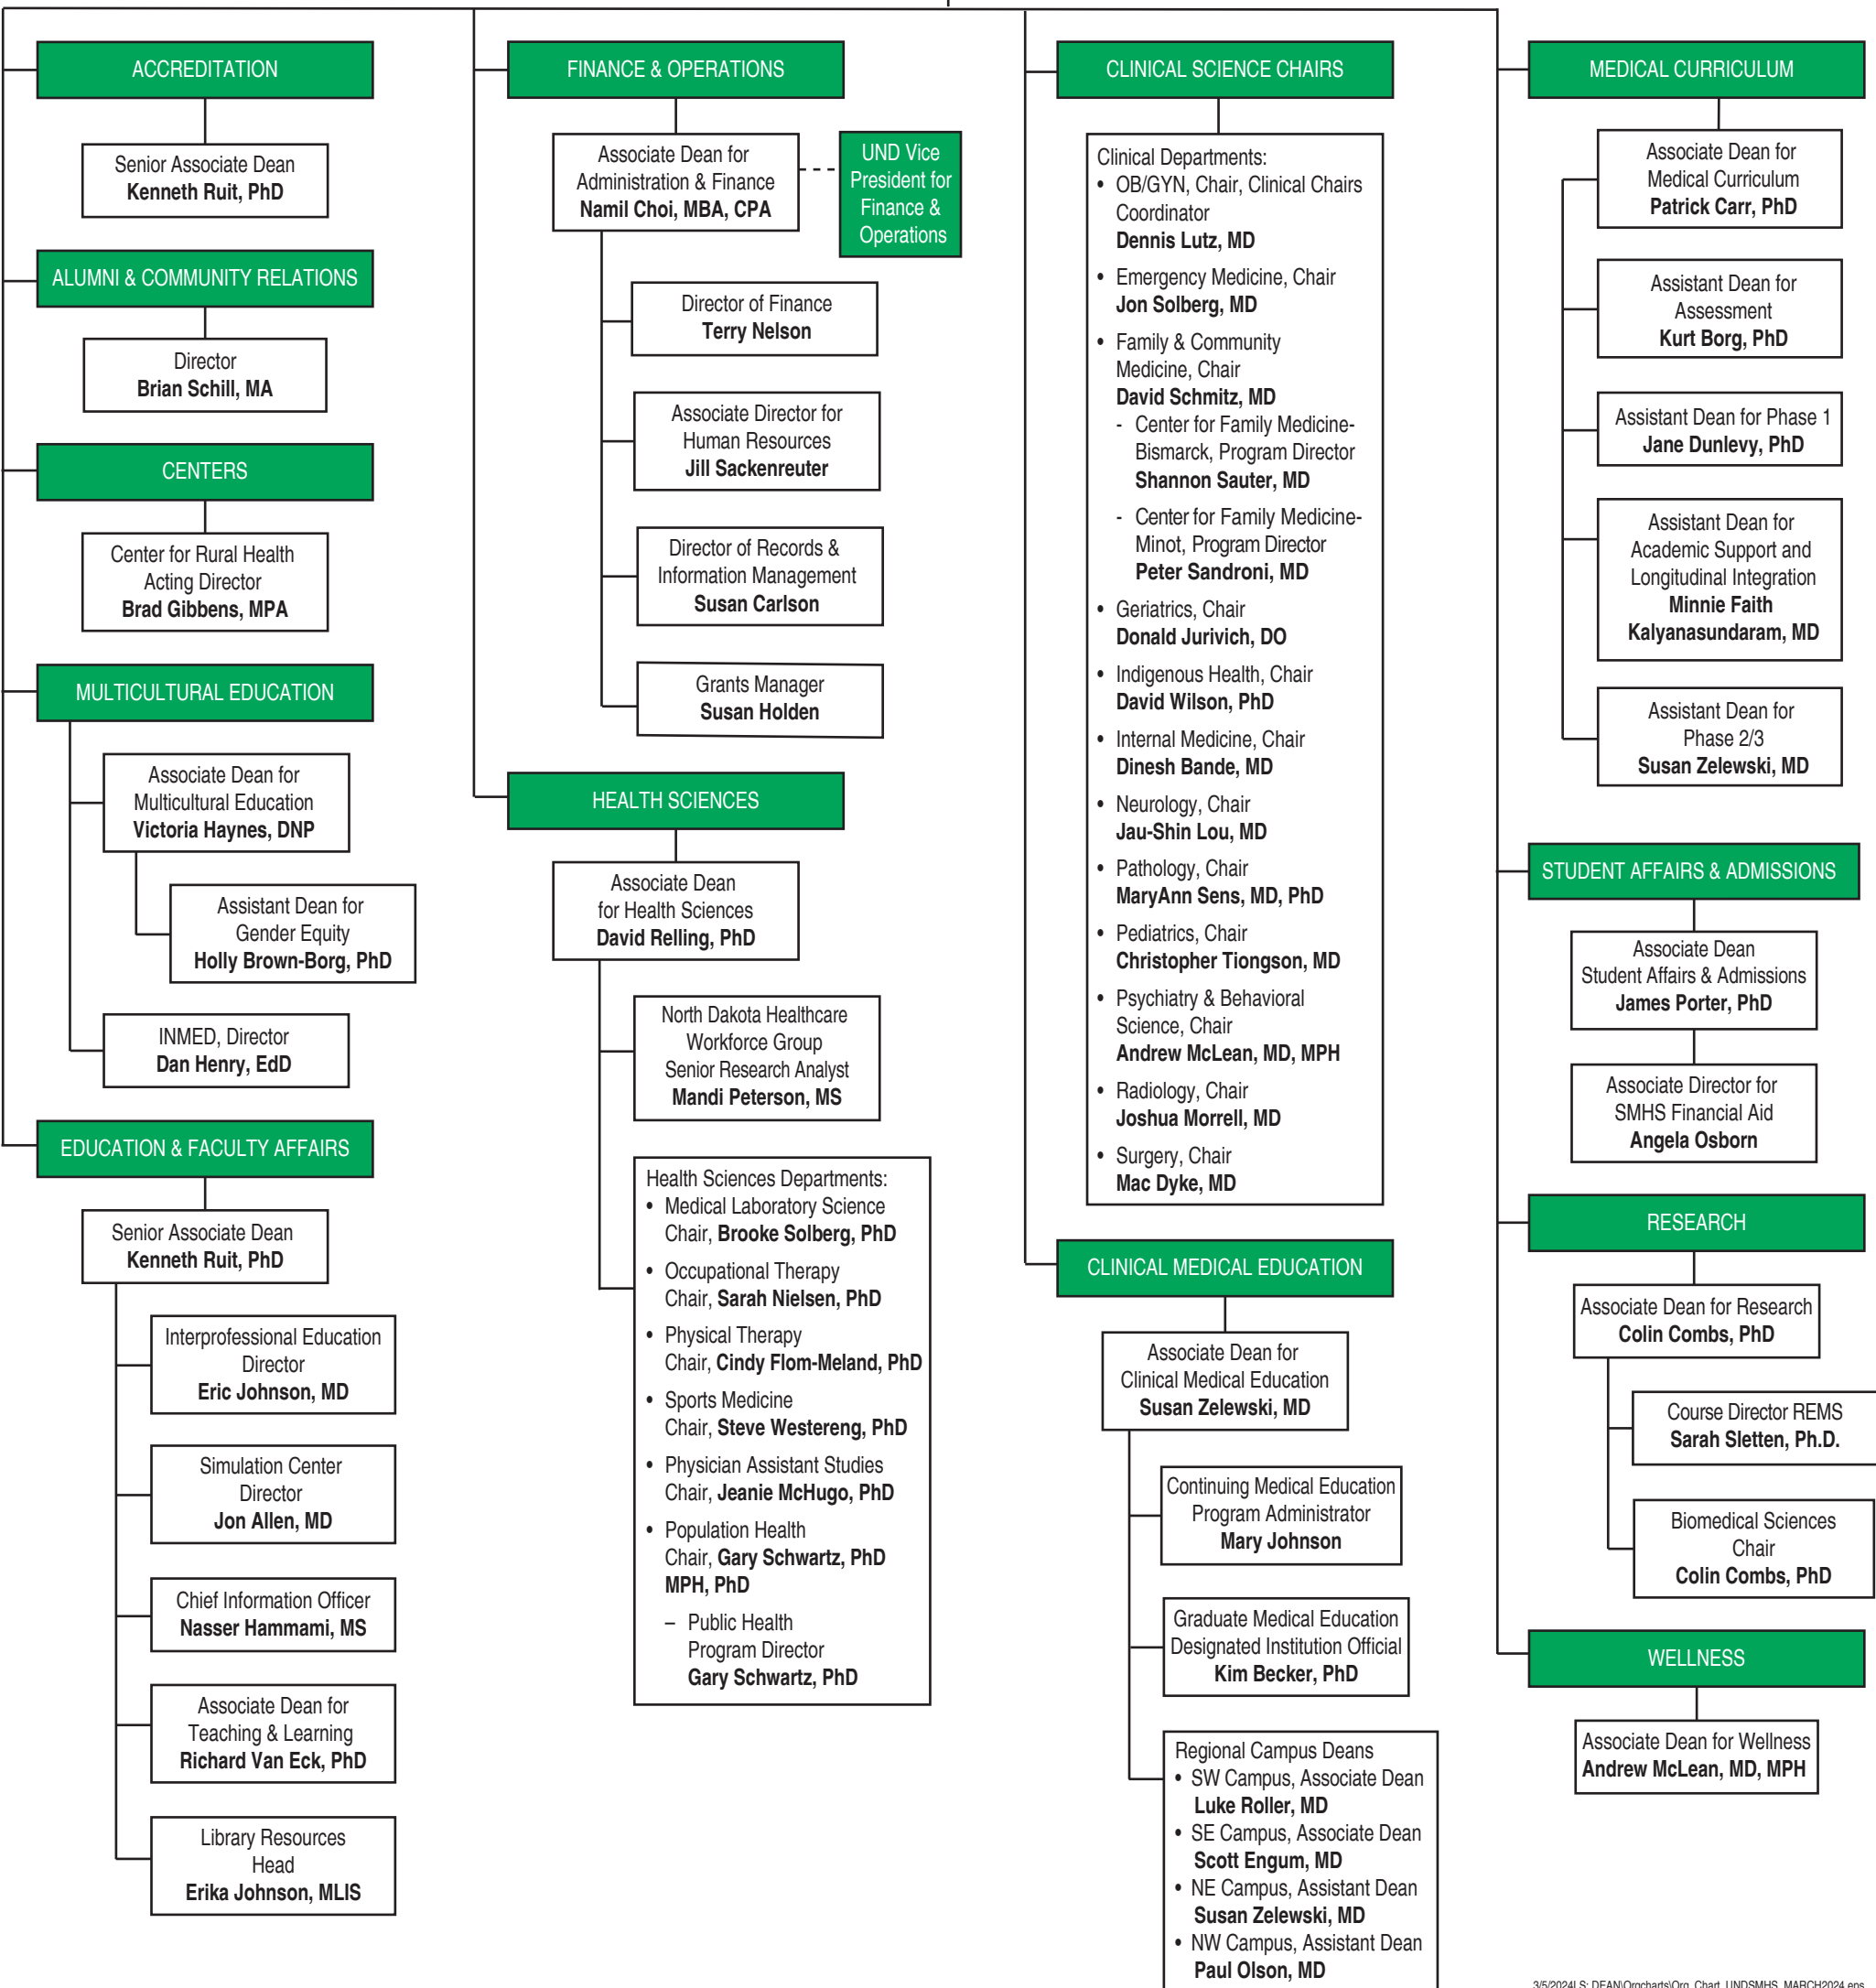 ACCREDITATION
Senior Associate Dean
Kenneth Ruit, PhD
ALUMNI & COMMUNITY RELATIONS
Director
Brian Schill, MA
CENTERS
Center for Rural Health
Acting Director
Brad Gibbens, MPA
MULTICULTURAL EDUCATION
Associate Dean for
Multicultural Education
Victoria Haynes, DNP
Assistant Dean for
Gender Equity
Holly Brown-Borg, PhD
INMED, Director
Dan Henry, EdD
EDUCATION & FACULTY AFFAIRS
Senior Associate Dean
Kenneth Ruit, PhD
Interprofessional Education
Director
Eric Johnson, MD
Simulation Center
Director
Jon Allen, MD
Chief Information Officer
Nasser Hammami, MS
Associate Dean for
Teaching & Learning
Richard Van Eck, PhD
Library Resources
Head
Erika Johnson, MLIS
FINANCE & OPERATIONS
Associate Dean for
Administration & Finance
Namil Choi, MBA, CPA
UND Vice
President for
Finance &
Operations
Director of Finance
Terry Nelson
Associate Director for
Human Resources
Jill Sackenreuter
Director of Records &
Information Management
Susan Carlson
Grants Manager
Susan Holden
HEALTH SCIENCES
Associate Dean
for Health Sciences
David Relling, PhD
North Dakota Healthcare
Workforce Group
Senior Research Analyst
Mandi Peterson, MS
Health Sciences Departments:
• Medical Laboratory Science
Chair, Brooke Solberg, PhD
• Occupational Therapy
Chair, Sarah Nielsen, PhD
• Physical Therapy
Chair, Cindy Flom-Meland, PhD
• Sports Medicine
Chair, Steve Westereng, PhD
• Physician Assistant Studies
Chair, Jeanie McHugo, PhD
• Population Health
Chair, Gary Schwartz, PhD
MPH, PhD
– Public Health
Program Director
Gary Schwartz, PhD
CLINICAL SCIENCE CHAIRS
Clinical Departments:
• OB/GYN, Chair, Clinical Chairs
Coordinator
Dennis Lutz, MD
• Emergency Medicine, Chair
Jon Solberg, MD
• Family & Community
Medicine, Chair
David Schmitz, MD
- Center for Family Medicine-
Bismarck, Program Director
Shannon Sauter, MD
- Center for Family Medicine-
Minot, Program Director
Peter Sandroni, MD
• Geriatrics, Chair
Donald Jurivich, DO
• Indigenous Health, Chair
David Wilson, PhD
• Internal Medicine, Chair
Dinesh Bande, MD
• Neurology, Chair
Jau-Shin Lou, MD
• Pathology, Chair
MaryAnn Sens, MD, PhD
• Pediatrics, Chair
Christopher Tiongson, MD
• Psychiatry & Behavioral
Science, Chair
Andrew McLean, MD, MPH
• Radiology, Chair
Joshua Morrell, MD
• Surgery, Chair
Mac Dyke, MD
CLINICAL MEDICAL EDUCATION
Associate Dean for
Clinical Medical Education
Susan Zelewski, MD
Continuing Medical Education
Program Administrator
Mary Johnson
Graduate Medical Education
Designated Institution Official
Kim Becker, PhD
Regional Campus Deans
• SW Campus, Associate Dean
Luke Roller, MD
• SE Campus, Associate Dean
Scott Engum, MD
• NE Campus, Assistant Dean
Susan Zelewski, MD
• NW Campus, Assistant Dean
Paul Olson, MD
MEDICAL CURRICULUM
Associate Dean for
Medical Curriculum
Patrick Carr, PhD
Assistant Dean for
Assessment
Kurt Borg, PhD
Assistant Dean for Phase 1
Jane Dunlevy, PhD
Assistant Dean for
Academic Support and
Longitudinal Integration
Minnie Faith
Kalyanasundaram, MD
Assistant Dean for
Phase 2/3
Susan Zelewski, MD
STUDENT AFFAIRS & ADMISSIONS
Associate Dean
Student Affairs & Admissions
James Porter, PhD
Associate Director for
SMHS Financial Aid
Angela Osborn
RESEARCH
Associate Dean for Research
Colin Combs, PhD
Course Director REMS
Sarah Sletten, Ph.D.
Biomedical Sciences
Chair
Colin Combs, PhD
WELLNESS
Associate Dean for Wellness
Andrew McLean, MD, MPH
3/5/2024LS: DEAN\Orgcharts\Org_Chart_UNDSMHS_MARCH2024.eps